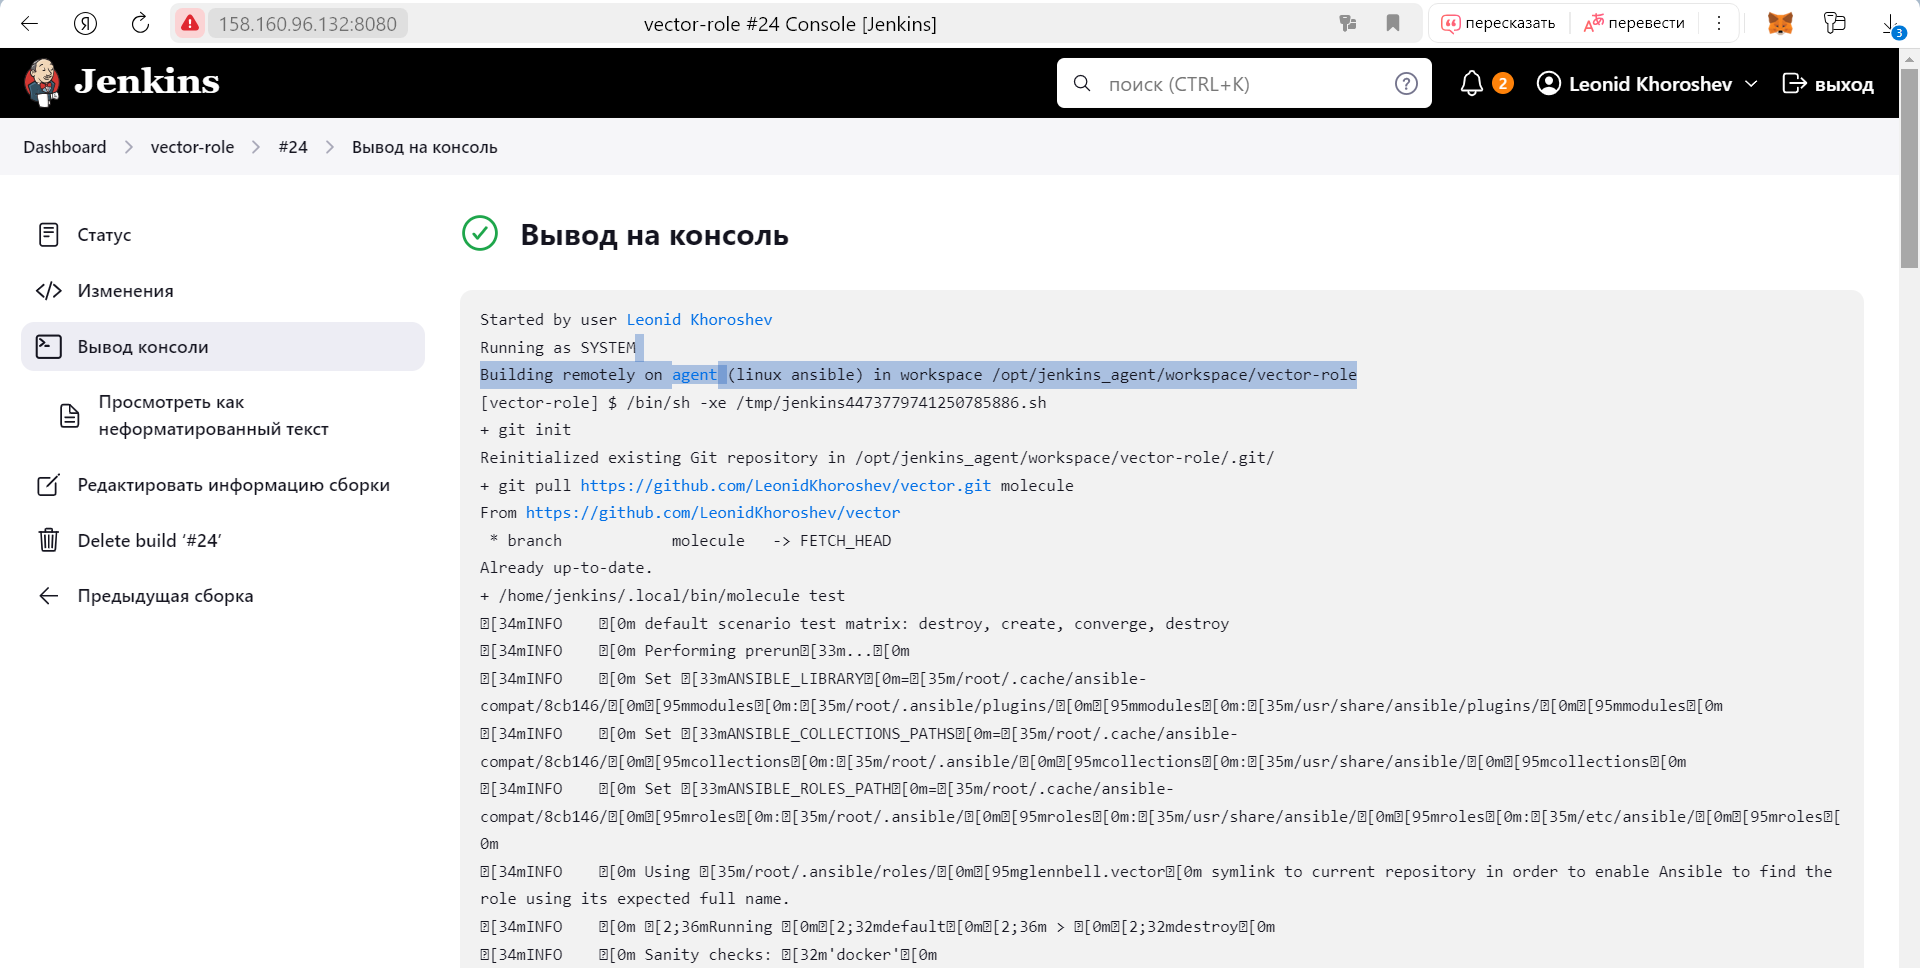 158.160.96.132:8080
vector-role #24 Console [Jenkins]
пересказать
перевести
3
Jenkins
поиск (CTRL+K)
2
Leonid Khoroshev
выход
Dashboard > vector-role > #24 > Вывод на консоль
Статус
Изменения
Вывод консоли
Просмотреть как
неформатированный текст
Редактировать информацию сборки
Delete build ‘#24’
Предыдущая сборка
Вывод на консоль
Started by user Leonid Khoroshev
Running as SYSTEM
Building remotely on agent (linux ansible) in workspace /opt/jenkins_agent/workspace/vector-role
[vector-role] $ /bin/sh -xe /tmp/jenkins4473779741250785886.sh
+ git init
Reinitialized existing Git repository in /opt/jenkins_agent/workspace/vector-role/.git/
+ git pull https://github.com/LeonidKhoroshev/vector.git molecule
From https://github.com/LeonidKhoroshev/vector
* branch molecule -> FETCH_HEAD
Already up-to-date.
+ /home/jenkins/.local/bin/molecule test
[34mINFO [0m default scenario test matrix: destroy, create, converge, destroy
[34mINFO [0m Performing prerun[33m...[0m
[34mINFO [0m Set [33mANSIBLE_LIBRARY[0m=[35m/root/.cache/ansible-
compat/8cb146/[0m[95mmodules[0m:[35m/root/.ansible/plugins/[0m[95mmodules[0m:[35m/usr/share/ansible/plugins/[0m[95mmodules[0m
[34mINFO [0m Set [33mANSIBLE_COLLECTIONS_PATHS[0m=[35m/root/.cache/ansible-
compat/8cb146/[0m[95mcollections[0m:[35m/root/.ansible/[0m[95mcollections[0m:[35m/usr/share/ansible/[0m[95mcollections[0m
[34mINFO [0m Set [33mANSIBLE_ROLES_PATH[0m=[35m/root/.cache/ansible-
compat/8cb146/[0m[95mroles[0m:[35m/root/.ansible/[0m[95mroles[0m:[35m/usr/share/ansible/[0m[95mroles[0m:[35m/etc/ansible/[0m[95mroles[
0m
[34mINFO [0m Using [35m/root/.ansible/roles/[0m[95mglennbell.vector[0m symlink to current repository in order to enable Ansible to find the
role using its expected full name.
[34mINFO [0m [2;36mRunning [0m[2;32mdefault[0m[2;36m > [0m[2;32mdestroy[0m
[34mINFO [0m Sanity checks: [32m'docker'[0m